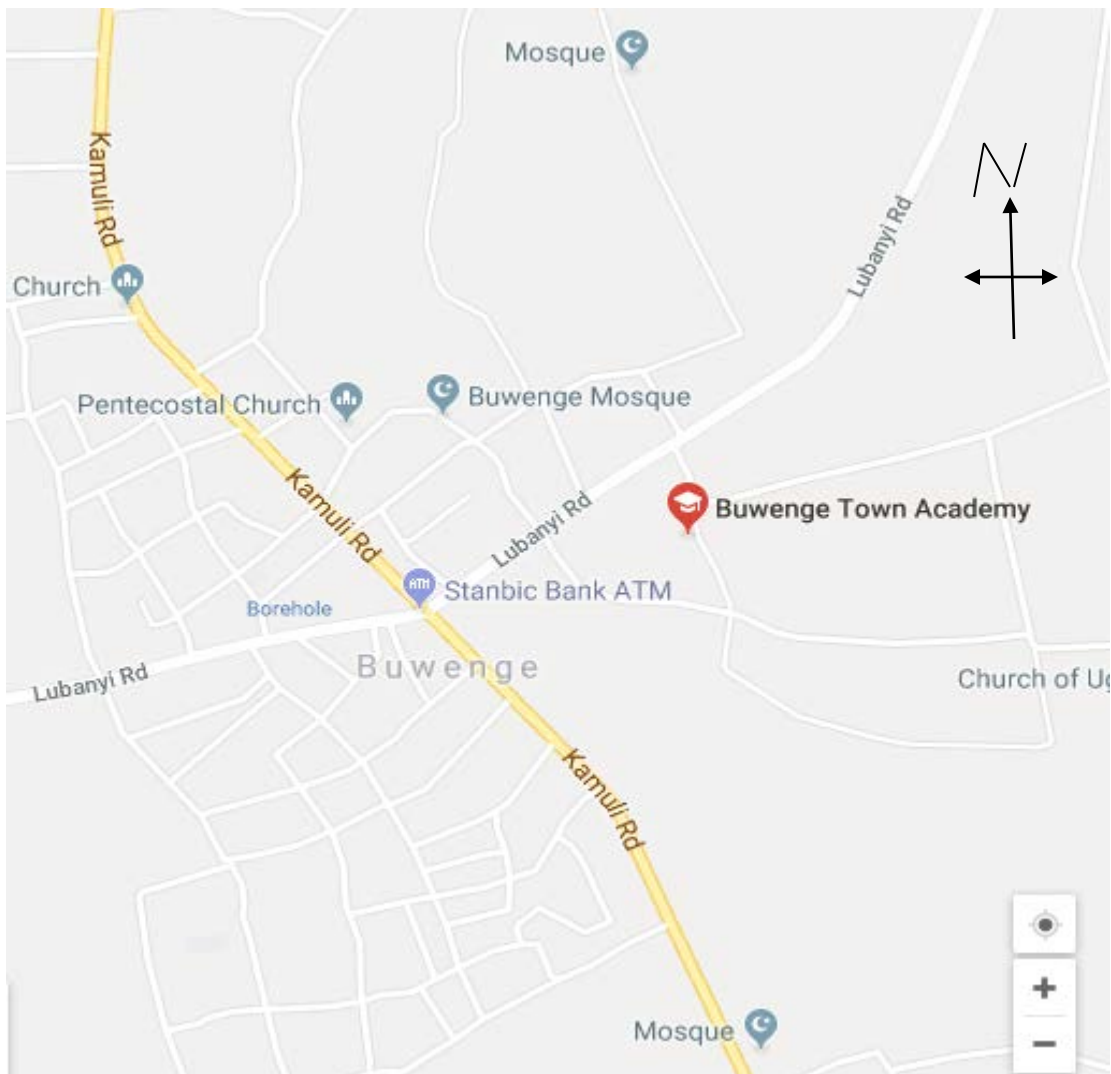 Mosque
N
Kamuli Rd
Lubanyi Rd
Church
Pentecostal Church
Buwenge Mosque
Kamuli Rd
Lubanyi Rd
Buwenge Town Academy
ATM
Stanbic Bank ATM
Borehole
Buwenge
Lubanyi Rd
Church of Ug
Kamuli Rd
Mosque
+
−